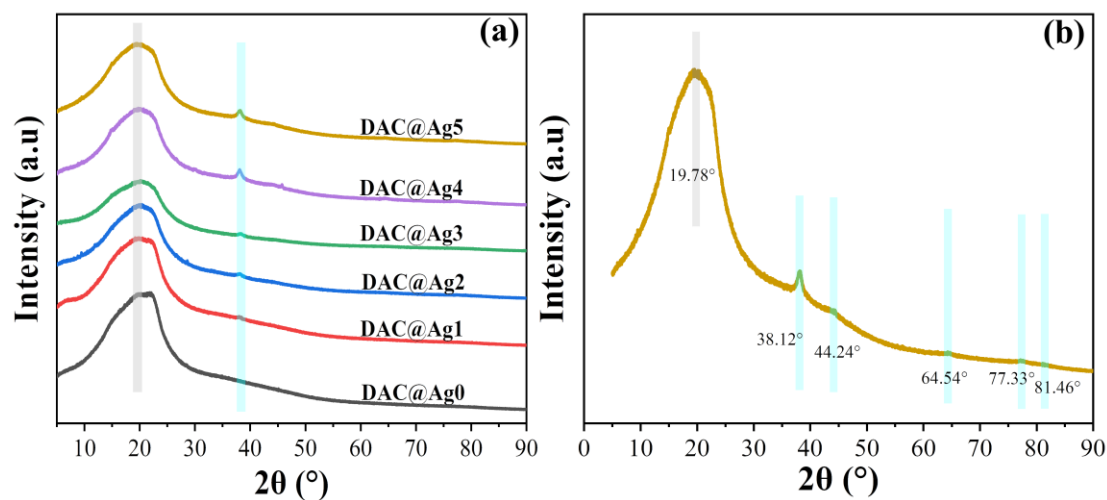 (a)
Intensity (a.u)
DAC@Ag5
DAC@Ag4
DAC@Ag3
DAC@Ag2
DAC@Ag1
DAC@Ag0
10 20 30 40 50 60 70 80 90
2θ (°)
(b)
Intensity (a.u)
19.78°
38.12°
44.24°
64.54°
77.33°
81.46°
0 10 20 30 40 50 60 70 80 90
2θ (°)